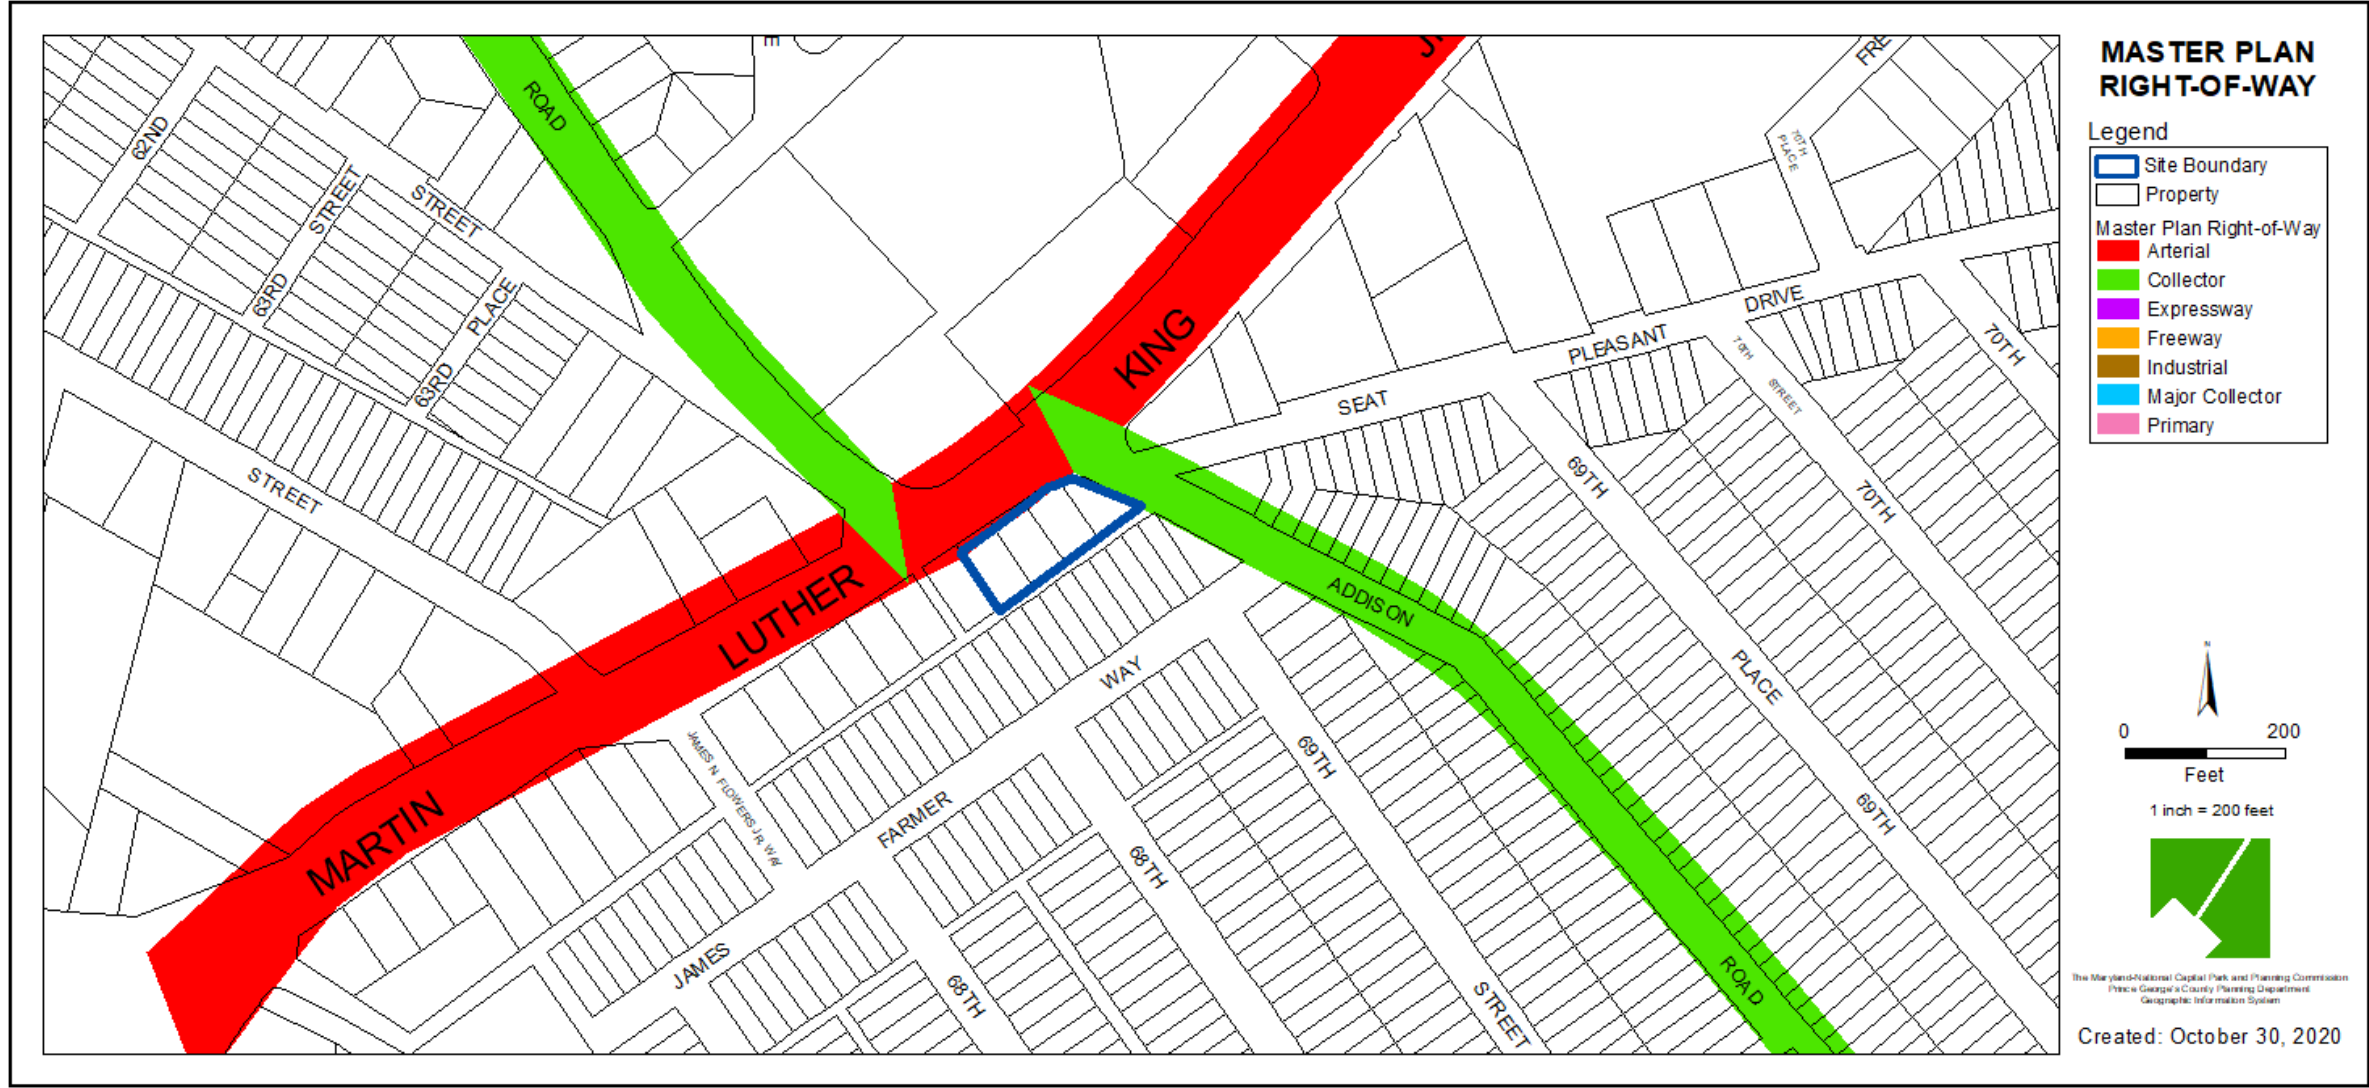 MASTER PLAN
RIGHT-OF-WAY
Legend
Site Boundary
Property
Master Plan Right-of-Way
Arterial
Collector
Expressway
Freeway
Industrial
Major Collector
Primary
N
0 200
Feet
1 inch = 200 feet
The Maryland-National Capital Park and Planning Commission
Prince George's County Planning Department
Geographic Information System
Created: October 30, 2020
E
FRE
ROAD
62ND
70TH
PLACE
STREET
STREET
63RD
PLACE
63RD
STREET
KING
SEAT
PLEASANT
DRIVE
70TH
STREET
70TH
69TH
70TH
LUTHER
ADDISON
WAY
PLACE
69TH
69TH
JAMES N FLOWERS JR WAY
MARTIN
FARMER
68TH
JAMES
68TH
STREET
ROAD